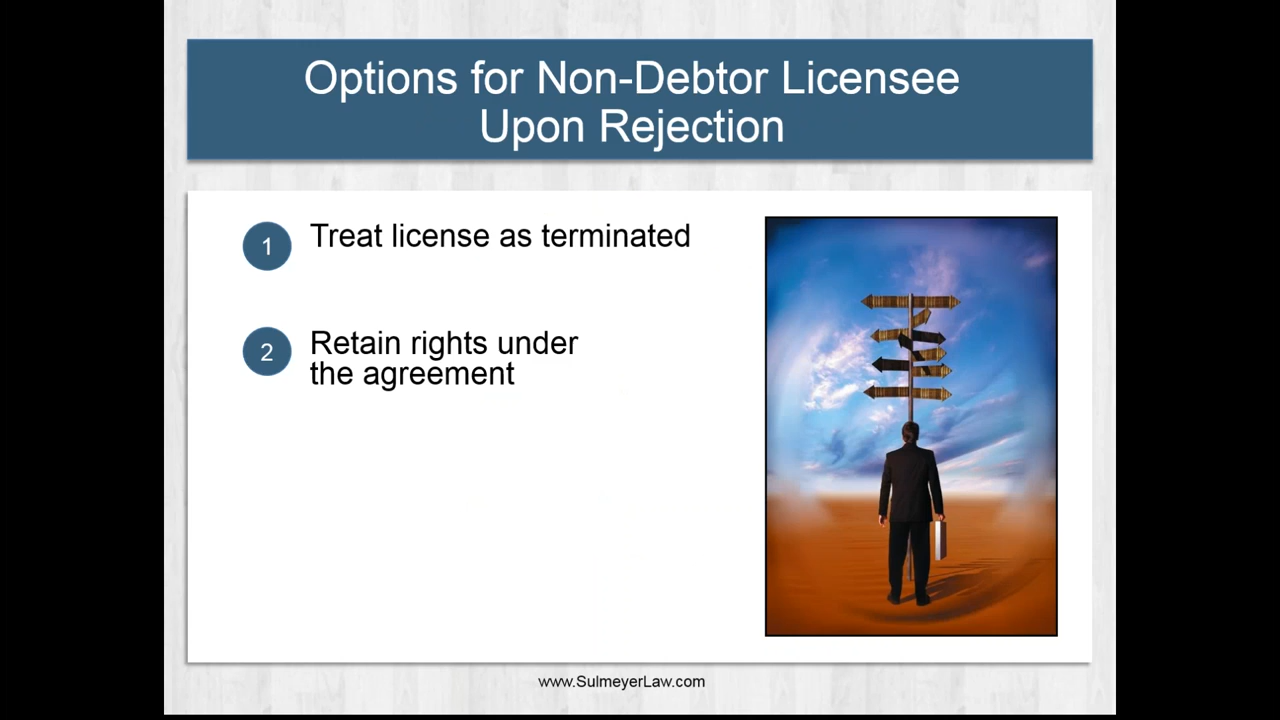 Options for Non-Debtor Licensee
Upon Rejection
1 Treat license as terminated
2 Retain rights under
the agreement
www.SulmeyerLaw.com